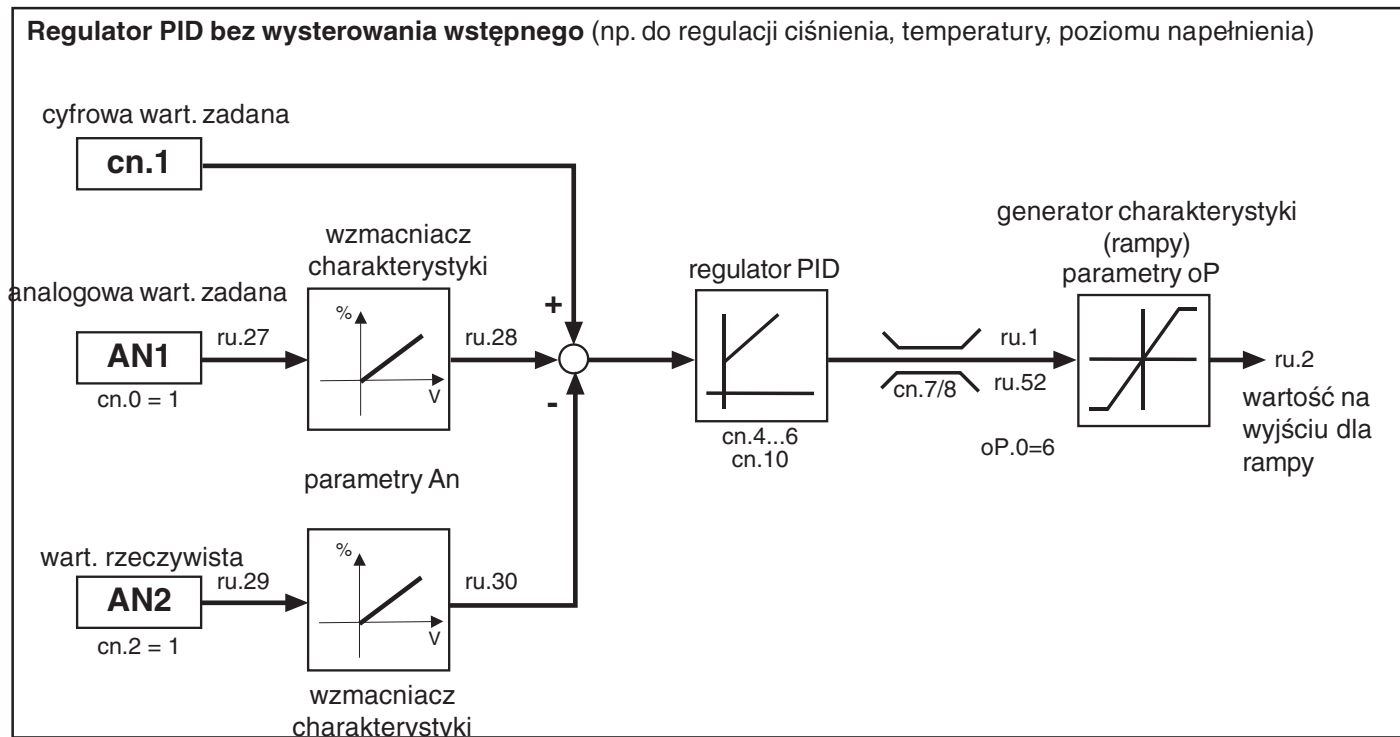 Regulator PID bez wysterowania wstępnego (np. do regulacji ciśnienia, temperatury, poziomu napełnienia)
cyfrowa wart. zadana
cn.1
analogowa wart. zadana
AN1
cn.0 = 1
ru.27
wzmacniacz
charakterystyki
%
V
ru.28
+
-
parametry An
wart. rzeczywista
AN2
cn.2 = 1
ru.29
%
V
ru.30
wzmacniacz
charakterystyki
regulator PID
cn.4...6
cn.10
cn.7/8
ru.1
ru.52
oP.0=6
generator charakterystyki
(rampy)
parametry oP
ru.2
wartość na
wyjściu dla
rampy